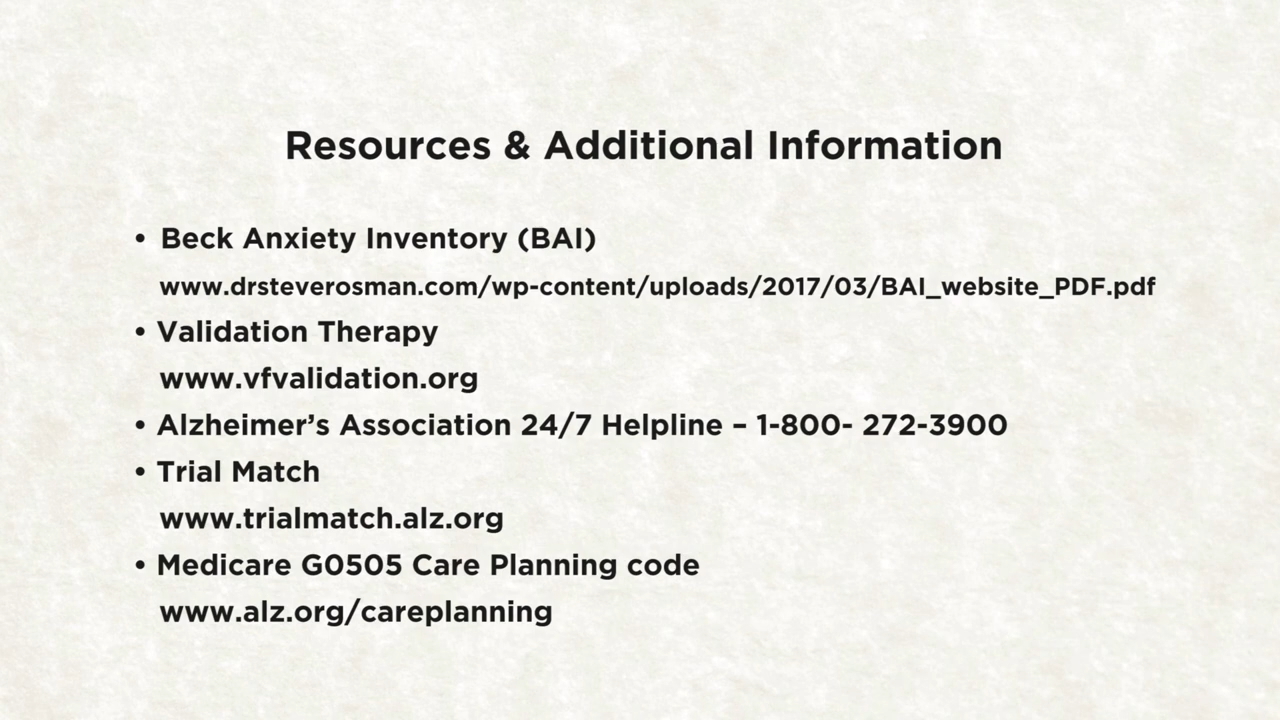 Resources & Additional Information
• Beck Anxiety Inventory (BAI)
www.drsteverosman.com/wp-content/uploads/2017/03/BAI_website_PDF.pdf
• Validation Therapy
www.vfvalidation.org
• Alzheimer’s Association 24/7 Helpline – 1-800- 272-3900
• Trial Match
www.trialmatch.alz.org
• Medicare G0505 Care Planning code
www.alz.org/careplanning